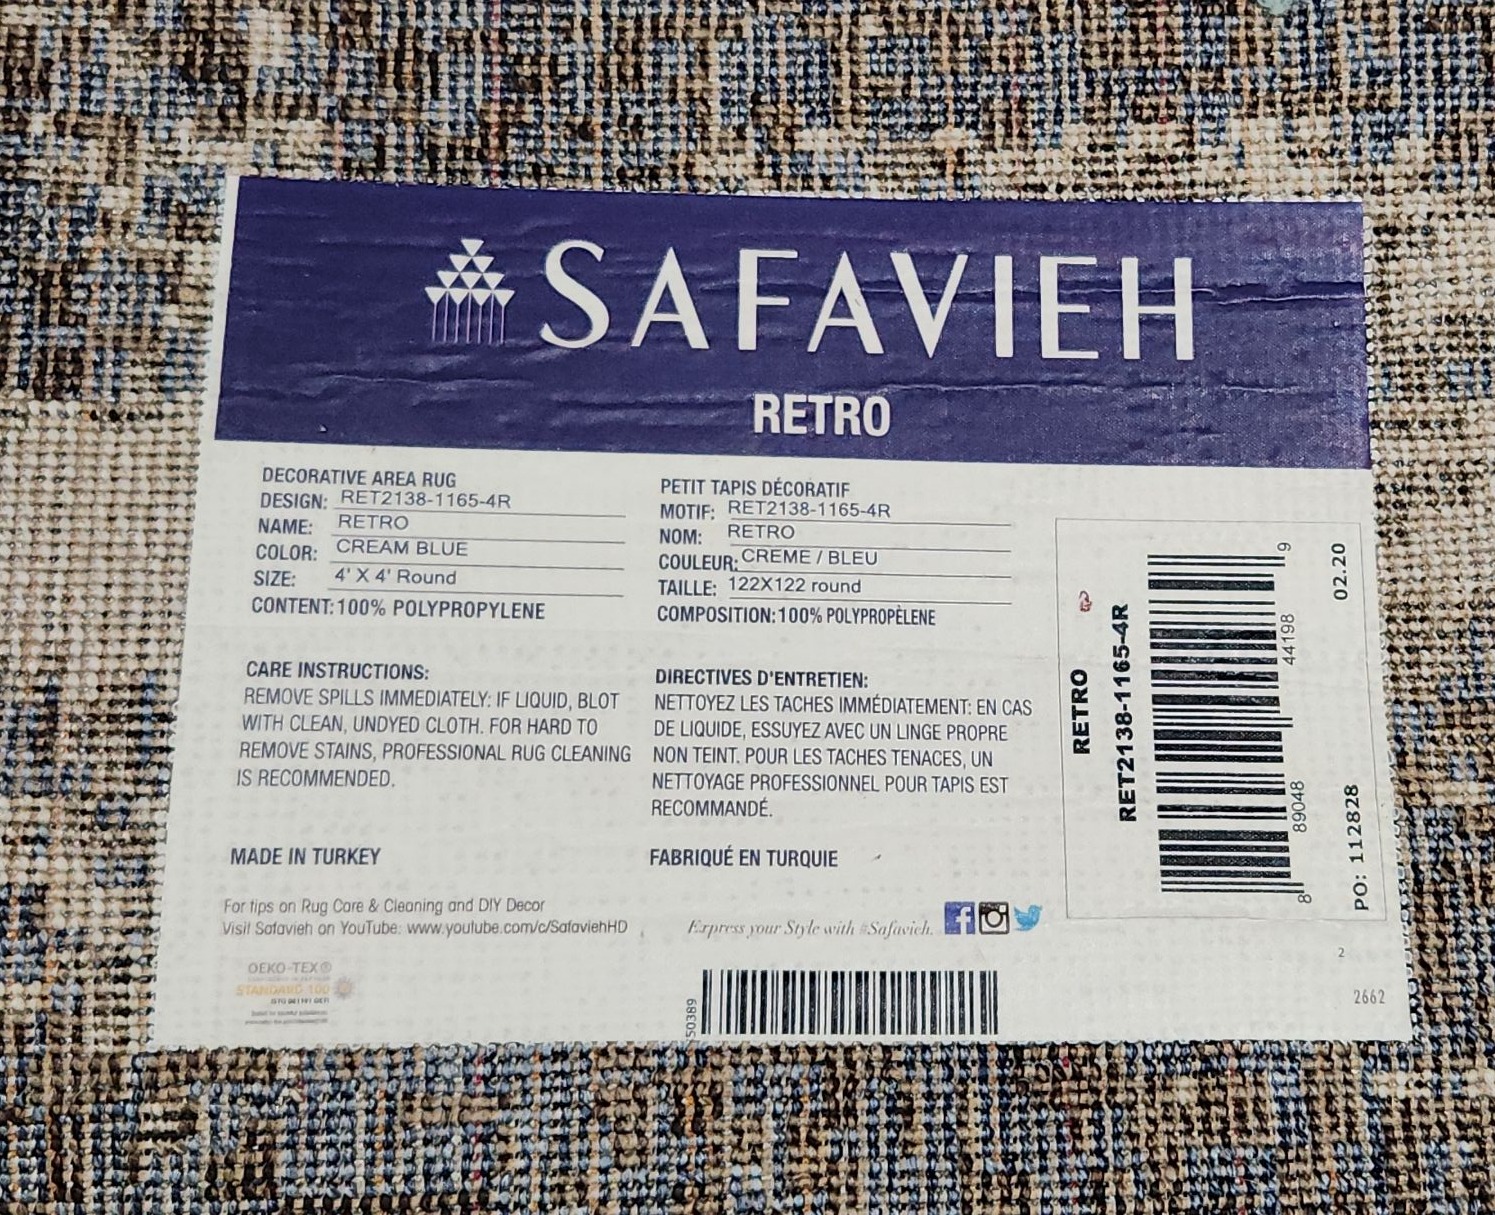 SAFAVIEH
RETRO
DECORATIVE AREA RUG
DESIGN: RET2138-1165-4R
NAME: RETRO
COLOR: CREAM BLUE
SIZE: 4' X 4' Round
CONTENT: 100% POLYPROPYLENE
CARE INSTRUCTIONS:
REMOVE SPILLS IMMEDIATELY: IF LIQUID, BLOT
WITH CLEAN, UNDYED CLOTH. FOR HARD TO
REMOVE STAINS, PROFESSIONAL RUG CLEANING
IS RECOMMENDED.
MADE IN TURKEY
For tips on Rug Care & Cleaning and DIY Decor
Visit Safavieh on YouTube: www.youtube.com/c/SafaviehHD
OEKO-TEX®
STANDARD 100
PETIT TAPIS DÉCORATIF
MOTIF: RET2138-1165-4R
NOM: RETRO
COULEUR: CREME / BLEU
TAILLE: 122X122 round
COMPOSITION: 100% POLYPROPÈLENE
DIRECTIVES D'ENTRETIEN:
NETTOYEZ LES TACHES IMMÉDIATEMENT: EN CAS
DE LIQUIDE, ESSUYEZ AVEC UN LINGE PROPRE
NON TEINT. POUR LES TACHES TENACES, UN
NETTOYAGE PROFESSIONNEL POUR TAPIS EST
RECOMMANDÉ.
FABRIQUÉ EN TURQUIE
Express your Style with #Safavieh.
50389
RETRO
RET2138-1165-4R
8 89048 44198 9
PO: 112828 02.20
2
2662